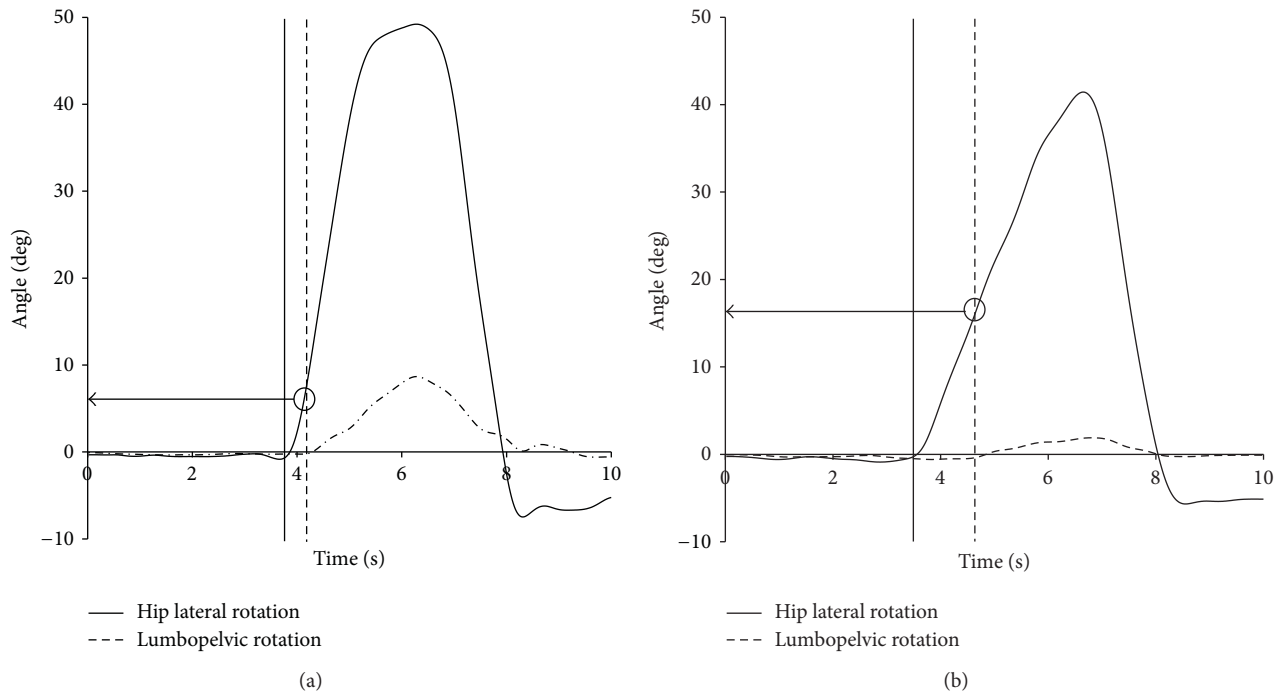 50
40
30
20
10
0
−10
Angle (deg)
0 2 4 6 8 10
Time (s)
Hip lateral rotation
Lumbopelvic rotation
(a)
50
40
30
20
10
0
−10
Angle (deg)
0 2 4 6 8 10
Time (s)
Hip lateral rotation
Lumbopelvic rotation
(b)